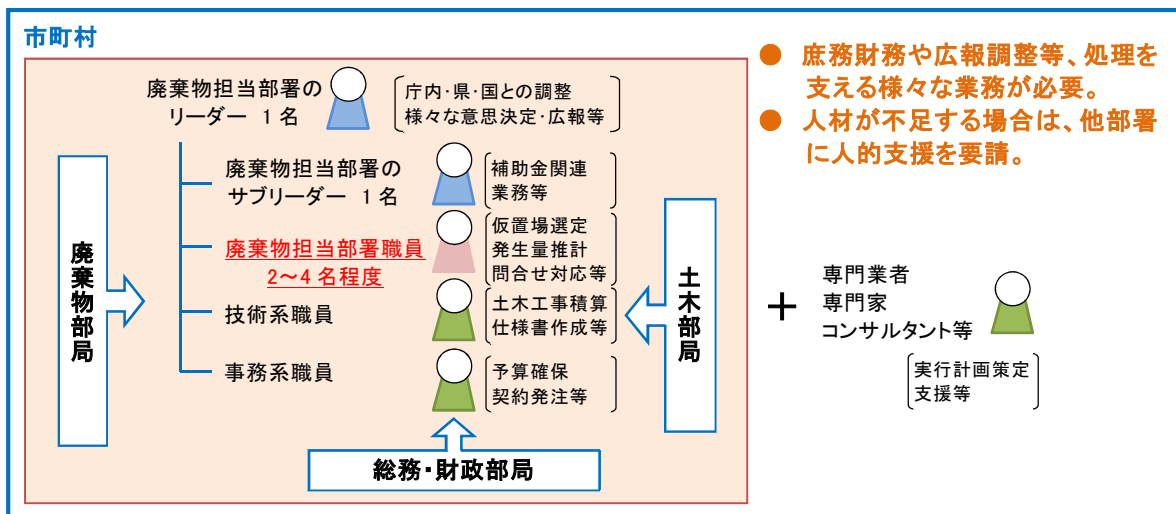 市町村
廃棄物担当部署の
リーダー 1名
庁内・県・国との調整
様々な意思決定・広報等
廃棄物担当部署の
サブリーダー 1名
補助金関連
業務等
廃棄物担当部署職員
2~4名程度
仮置場選定
発生量推計
問合せ対応等
技術系職員
土木工事積算
仕様書作成等
事務系職員
予算確保
契約発注等
廃棄物部局
土木部局
総務・財政部局
● 庶務財務や広報調整等、処理を
支える様々な業務が必要。
● 人材が不足する場合は、他部署
に人的支援を要請。
+
専門業者
専門家
コンサルタント等
実行計画策定
支援等